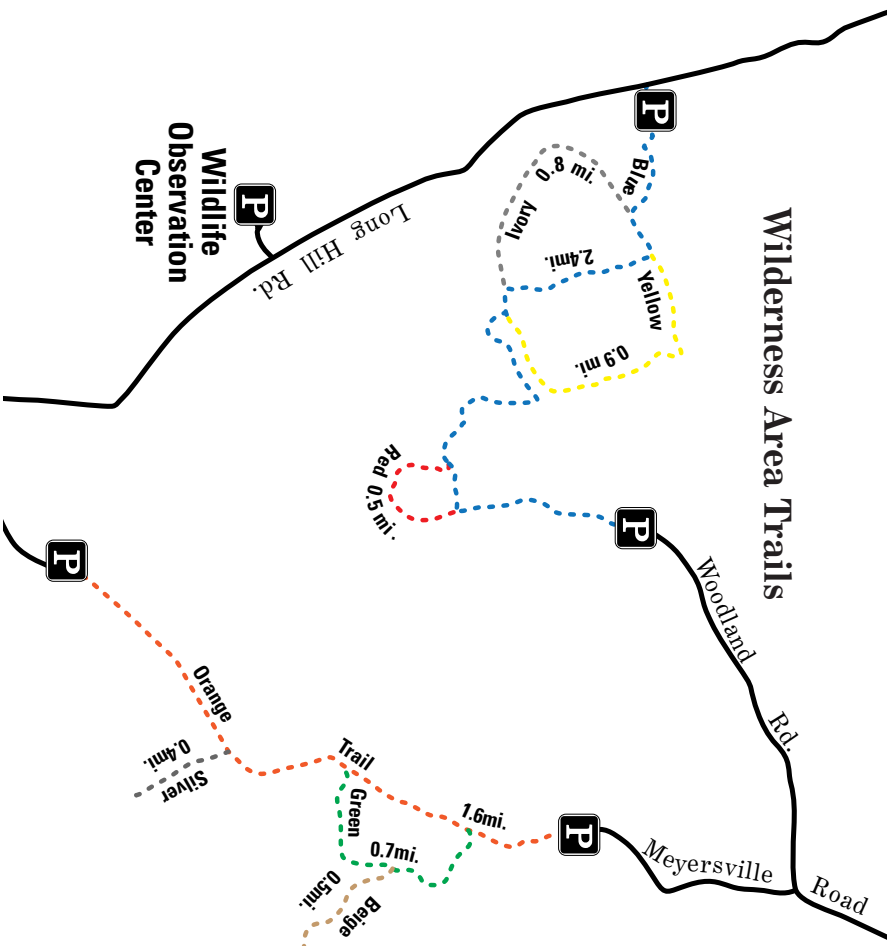 Wilderness Area Trails
P
Blue
0.8 mi.
Ivory
2.4mi.
Yellow
0.9 mi.
Wildlife
Observation
Center
P
Long Hill Rd.
Red 0.5 mi.
P
Woodland Rd.
P
Orange Trail
1.6mi.
0.4mi.
Silver
Green
0.7mi.
0.5mi.
Beige
P
Meyersville Road